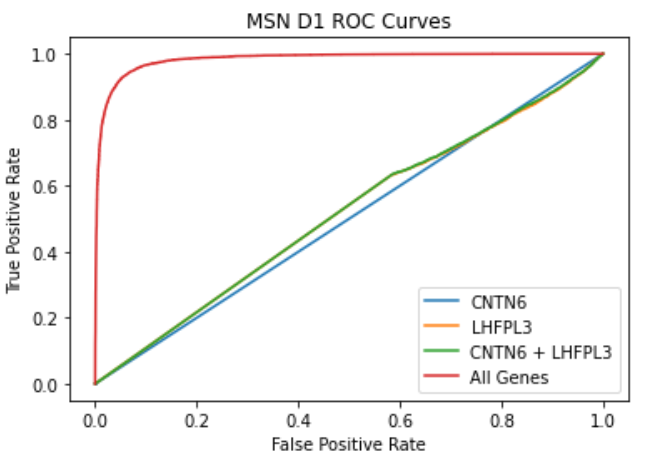 MSN D1 ROC Curves
True Positive Rate
1.0
0.8
0.6
0.4
0.2
0.0
CNTN6
LHFPL3
CNTN6 + LHFPL3
All Genes
0.0 0.2 0.4 0.6 0.8 1.0
False Positive Rate